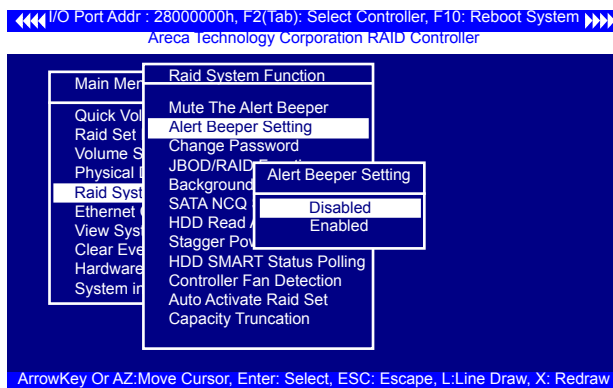 I/O Port Addr : 28000000h, F2(Tab): Select Controller, F10: Reboot System
Areca Technology Corporation RAID Controller
Main Men
Quick Vol
Raid Set
Volume S
Physical
Raid Syst
Ethernet
View Syst
Clear Eve
Hardware
System in
Raid System Function
Mute The Alert Beeper
Alert Beeper Setting
Change Password
JBOD/RAID
Background
SATA NCQ
HDD Read
Stagger Pow
HDD SMART Status Polling
Controller Fan Detection
Auto Activate Raid Set
Capacity Truncation
Alert Beeper Setting
Disabled
Enabled
ArrowKey Or AZ:Move Cursor, Enter: Select, ESC: Escape, L:Line Draw, X: Redraw